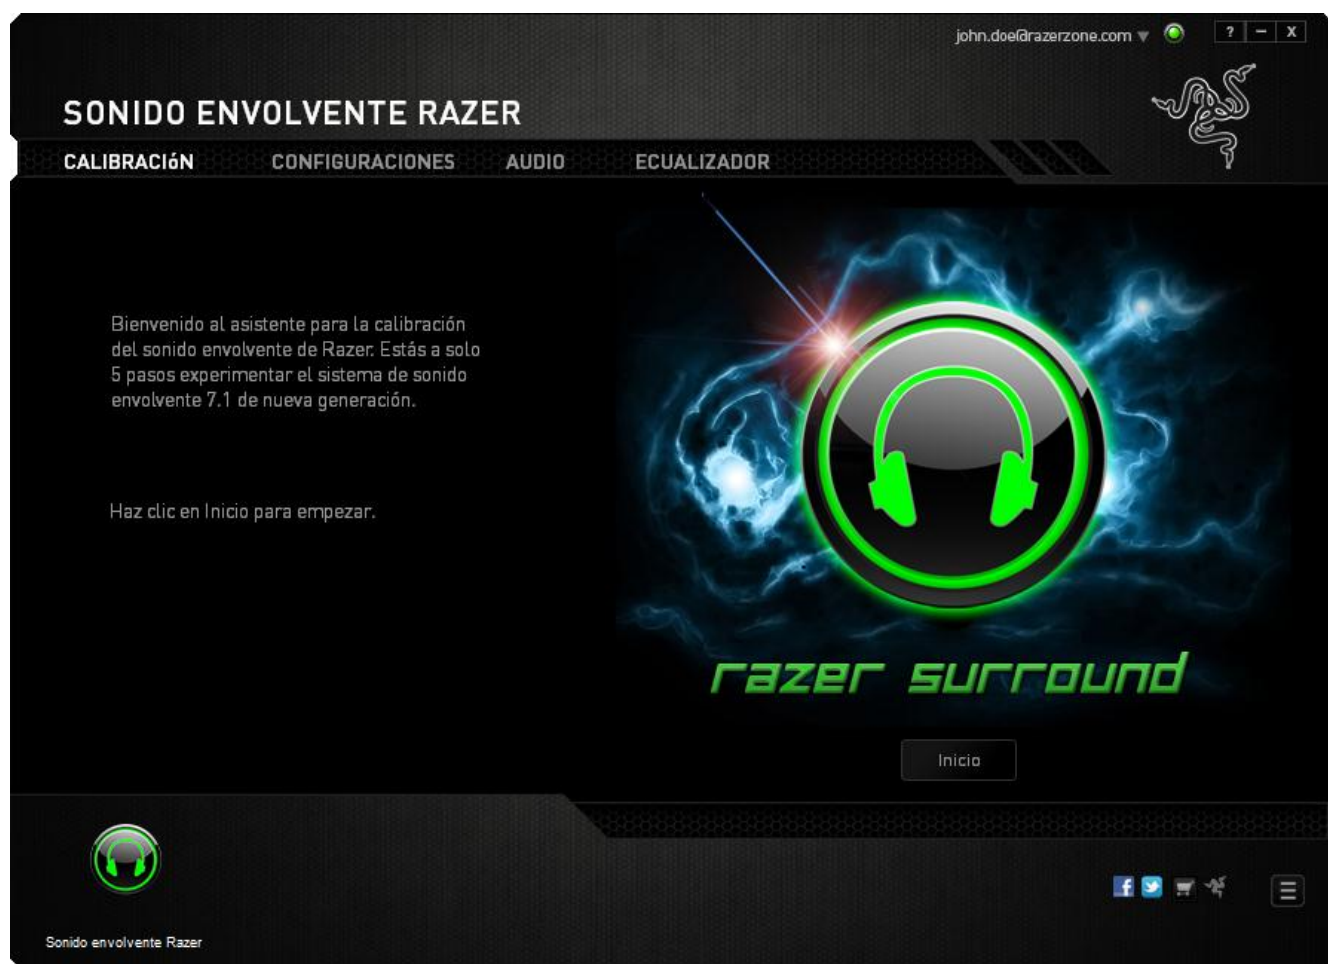 john.doe@razerzone.com
? — X
SONIDO ENVOLVENTE RAZER
CALIBRACIóN CONFIGURACIONES AUDIO ECUALIZADOR
Bienvenido al asistente para la calibración
del sonido envolvente de Razer. Estás a solo
5 pasos experimentar el sistema de sonido
envolvente 7.1 de nueva generación.
Haz clic en Inicio para empezar.
razer surround
Inicio
f
Sonido envolvente Razer